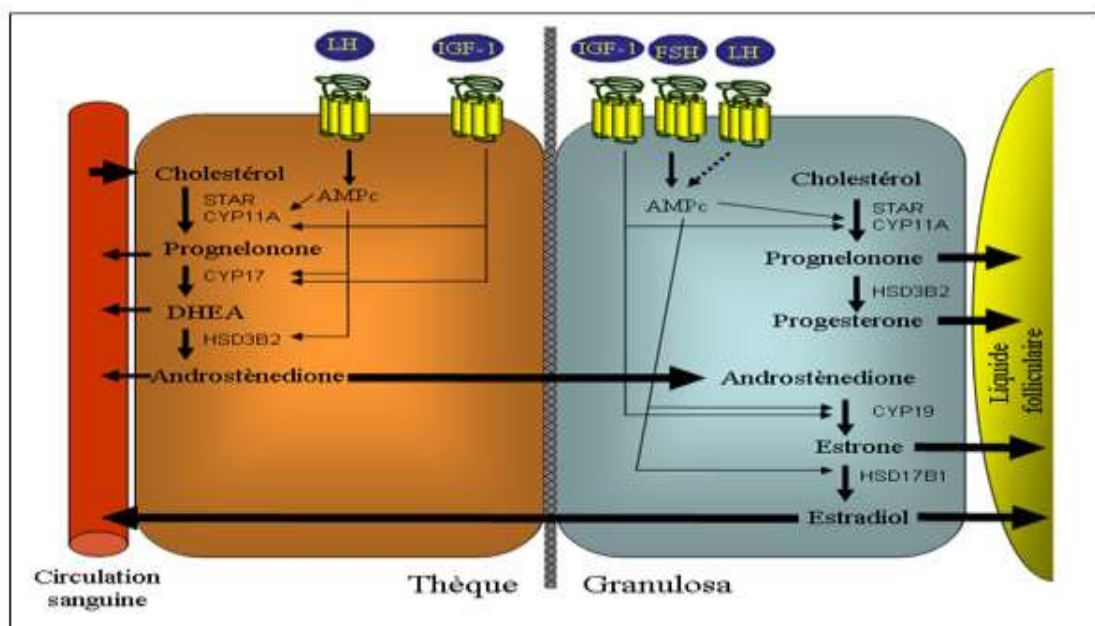 LH
IGF-1
IGF-1
FSH
LH
Cholestérol
STAR
CYP11A
AMPc
Prognelonone
CYP17
DHEA
HSD3B2
Androstènedione
AMPc
Cholestérol
STAR
CYP11A
Prognelonone
HSD3B2
Progesterone
Androstènedione
CYP19
Estrone
HSD17B1
Estradiol
Liquide
folliculaire
Circulation
sanguine
Thèque
Granulosa